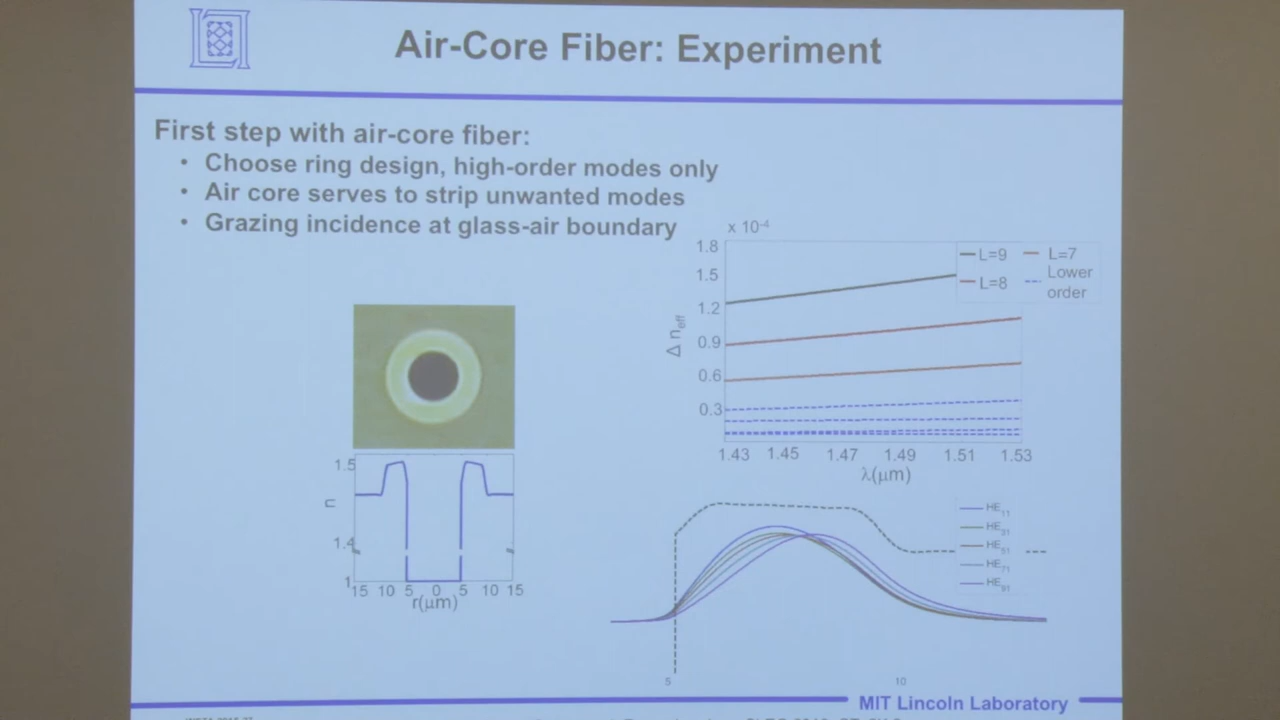 Air-Core Fiber: Experiment
First step with air-core fiber:
• Choose ring design, high-order modes only
• Air core serves to strip unwanted modes
• Grazing incidence at glass-air boundary
x 10⁻⁴
1.8
1.5
1.2
0.9
0.6
0.3
Δ n_eff
L=9
L=7
L=8
Lower
order
1.43 1.45 1.47 1.49 1.51 1.53
λ(μm)
1.5
n
1.4
1
15 10 5 0 5 10 15
r(μm)
HE₁₁
HE₃₁
HE₅₁
HE₇₁
HE₉₁
5 10
MIT Lincoln Laboratory